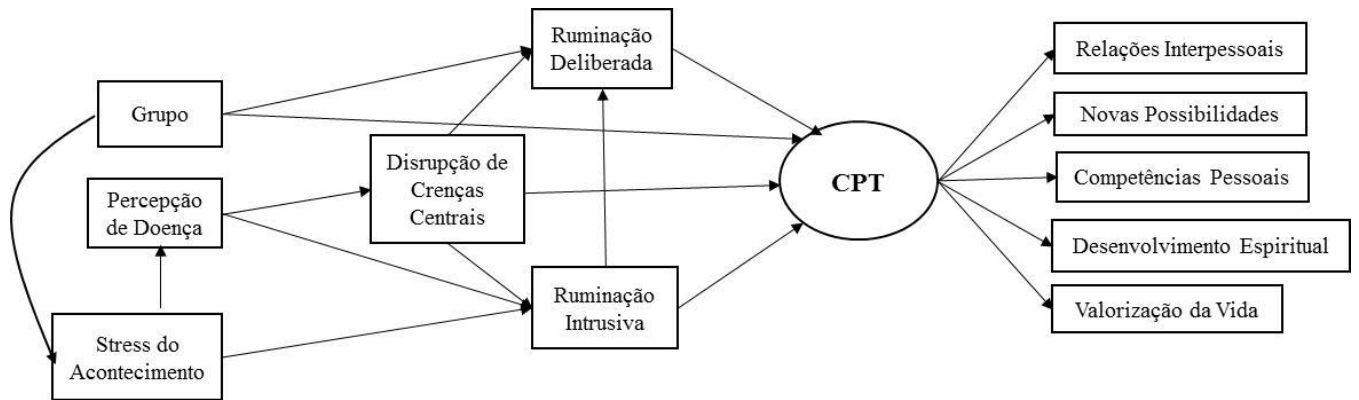 Grupo
Percepção
de Doença
Stress do
Acontecimento
Disrupção de
Crenças
Centrais
Ruminação
Deliberada
Ruminação
Intrusiva
CPT
Relações Interpessoais
Novas Possibilidades
Competências Pessoais
Desenvolvimento Espiritual
Valorização da Vida